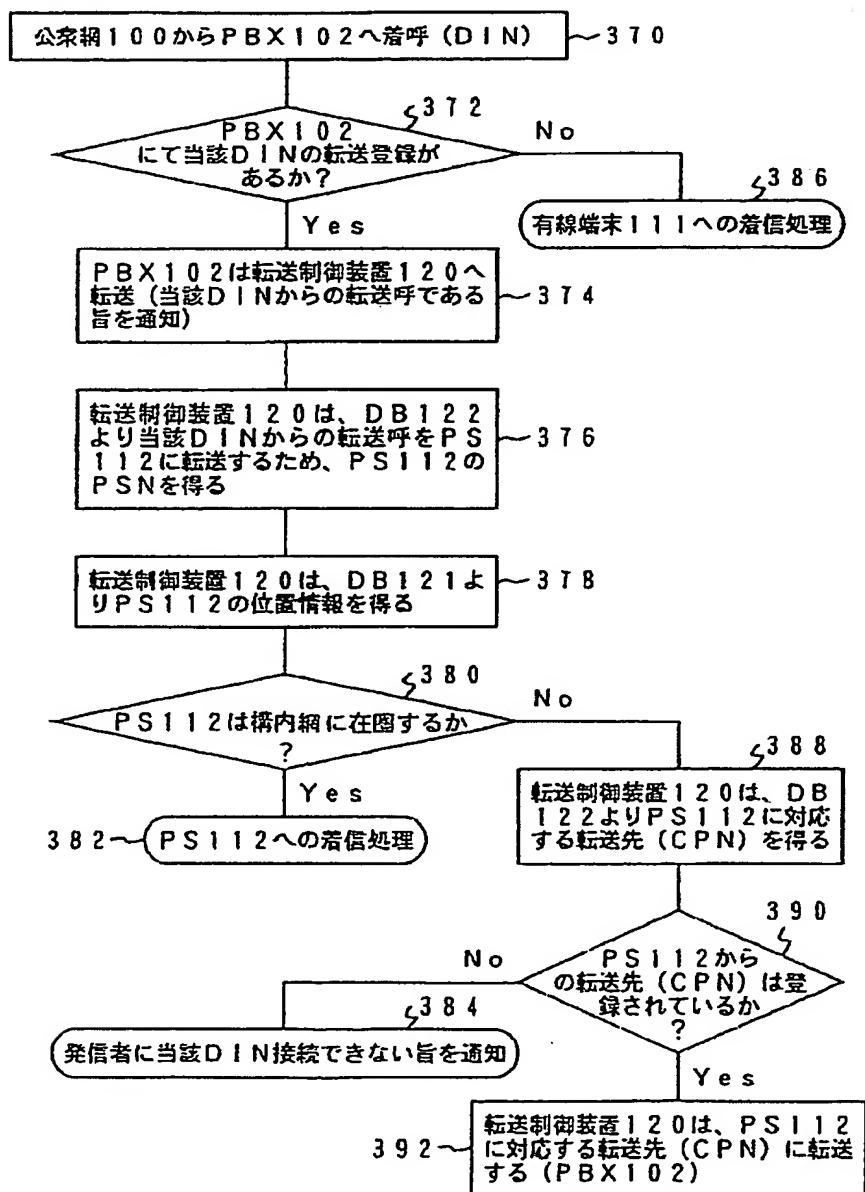 公衆網１００からＰＢＸ１０２へ着呼（ＤＩＮ）
３７０
３７２
ＰＢＸ１０２
にて当該ＤＩＮの転送登録が
あるか？
Ｎｏ
３８６
有線端末１１１への着信処理
Ｙｅｓ
ＰＢＸ１０２は転送制御装置１２０へ
転送（当該ＤＩＮからの転送呼である
旨を通知）
３７４
転送制御装置１２０は、ＤＢ１２２
より当該ＤＩＮからの転送呼をＰＳ
１１２に転送するため、ＰＳ１１２の
ＰＳＮを得る
３７６
転送制御装置１２０は、ＤＢ１２１よ
りＰＳ１１２の位置情報を得る
３７８
３８０
ＰＳ１１２は構内網に在圏するか
？
Ｎｏ
Ｙｅｓ
３８２
ＰＳ１１２への着信処理
３８８
転送制御装置１２０は、ＤＢ
１２２よりＰＳ１１２に対応
する転送先（ＣＰＮ）を得る
３９０
ＰＳ１１２から
の転送先（ＣＰＮ）は登
録されているか
？
Ｎｏ
３８４
発信者に当該ＤＩＮ接続できない旨を通知
Ｙｅｓ
３９２
転送制御装置１２０は、ＰＳ１１２
に対応する転送先（ＣＰＮ）に転送
する（ＰＢＸ１０２）